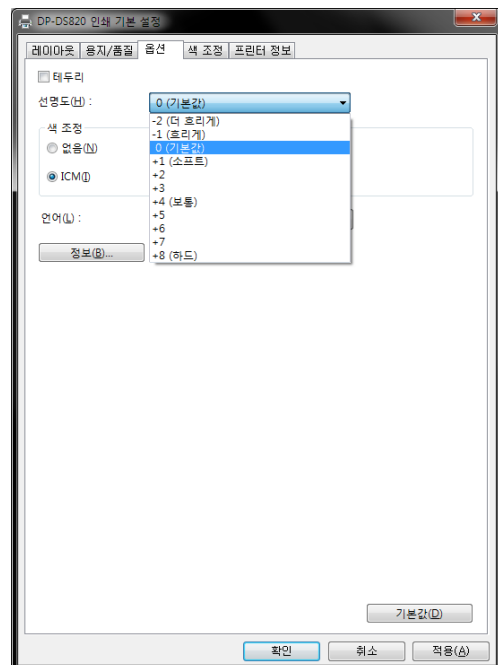 DP-DS820 인쇄 기본 설정
레이아웃 용지/품질 옵션 색 조정 프린터 정보
테두리
선명도(H) : 0 (기본값)
-2 (더 흐리게)
-1 (흐리게)
0 (기본값)
+1 (소프트)
+2
+3
+4 (보통)
+5
+6
+7
+8 (하드)
색 조정
없음(N)
ICM(I)
언어(L) :
정보(B)...
기본값(D)
확인 취소 적용(A)